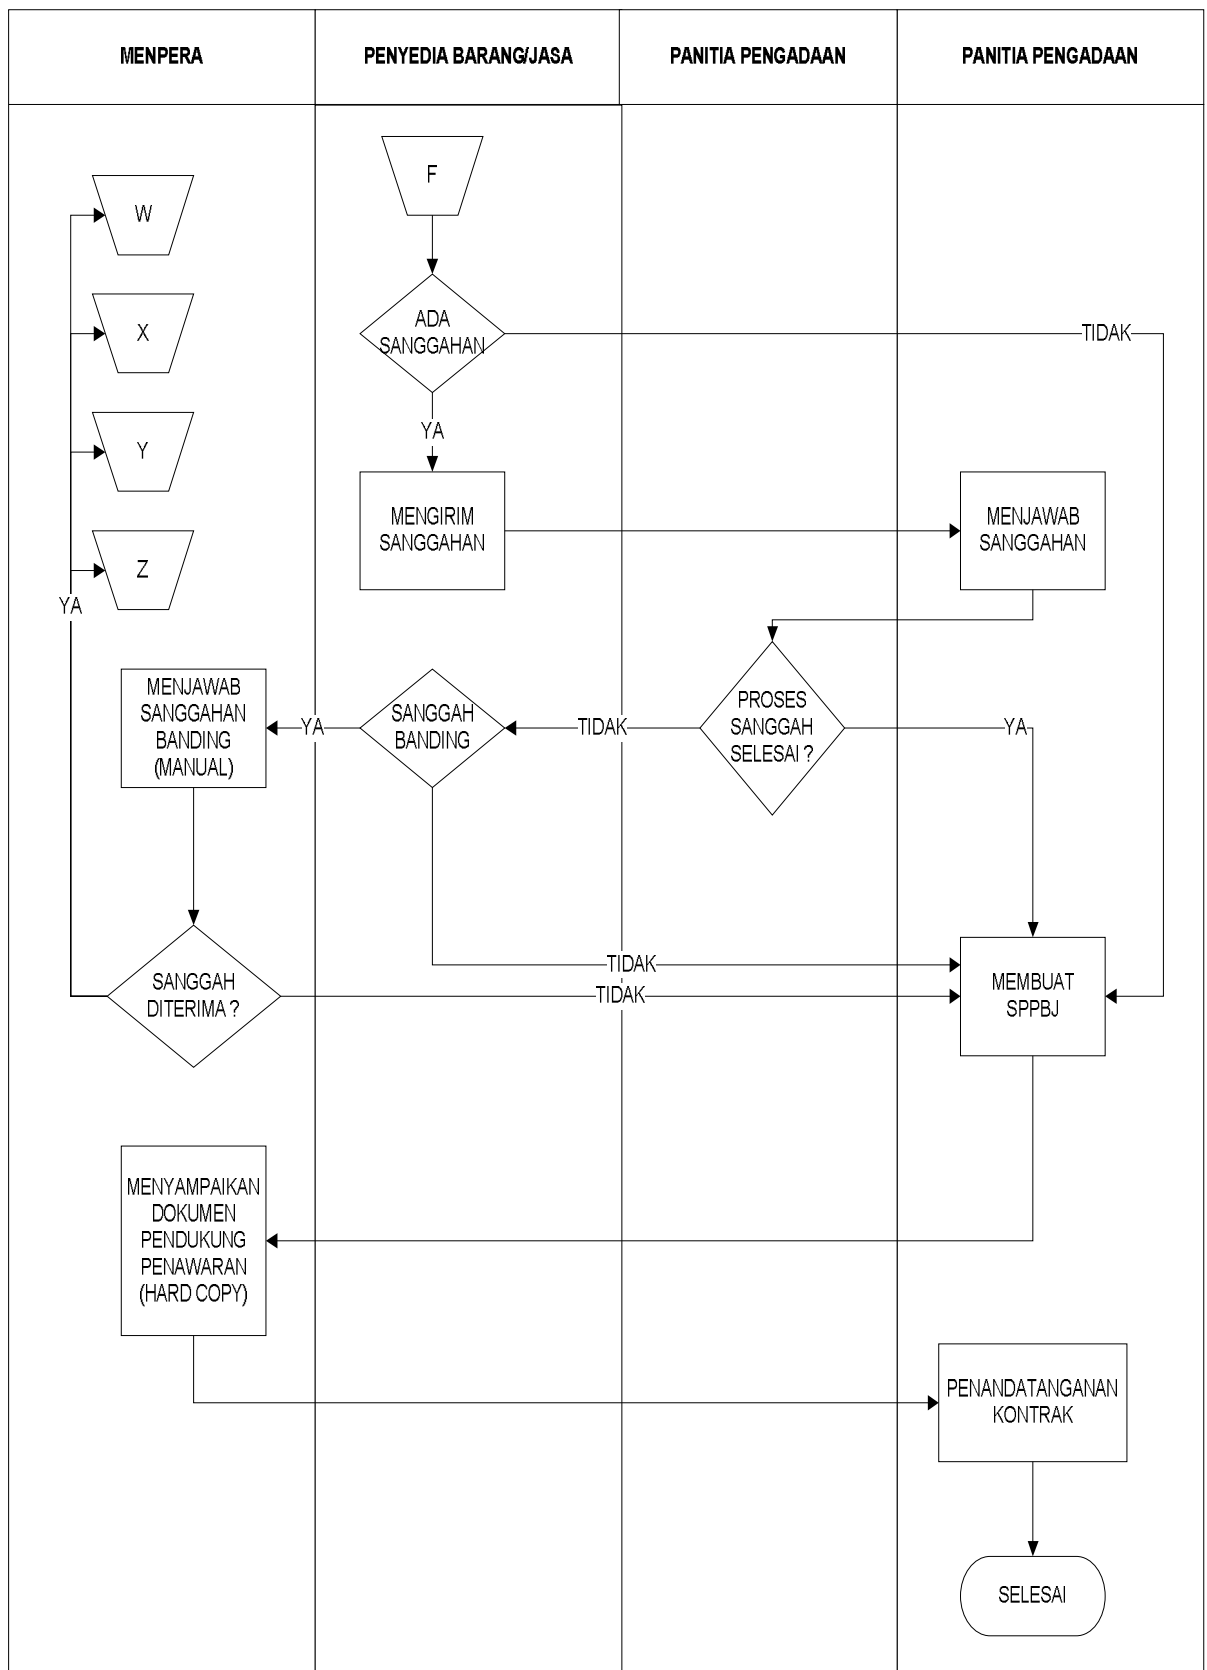 MENPERA
PENYEDIA BARANG/JASA
PANITIA PENGADAAN
PANITIA PENGADAAN
F
W
X
Y
Z
YA
ADA
SANGGAHAN
TIDAK
YA
MENGIRIM
SANGGAHAN
MENJAWAB
SANGGAHAN
MENJAWAB
SANGGAHAN
BANDING
(MANUAL)
YA
SANGGAH
BANDING
TIDAK
PROSES
SANGGAH
SELESAI ?
YA
SANGGAH
DITERIMA ?
TIDAK
TIDAK
MEMBUAT
SPPBJ
MENYAMPAIKAN
DOKUMEN
PENDUKUNG
PENAWARAN
(HARD COPY)
PENANDATANGANAN
KONTRAK
SELESAI